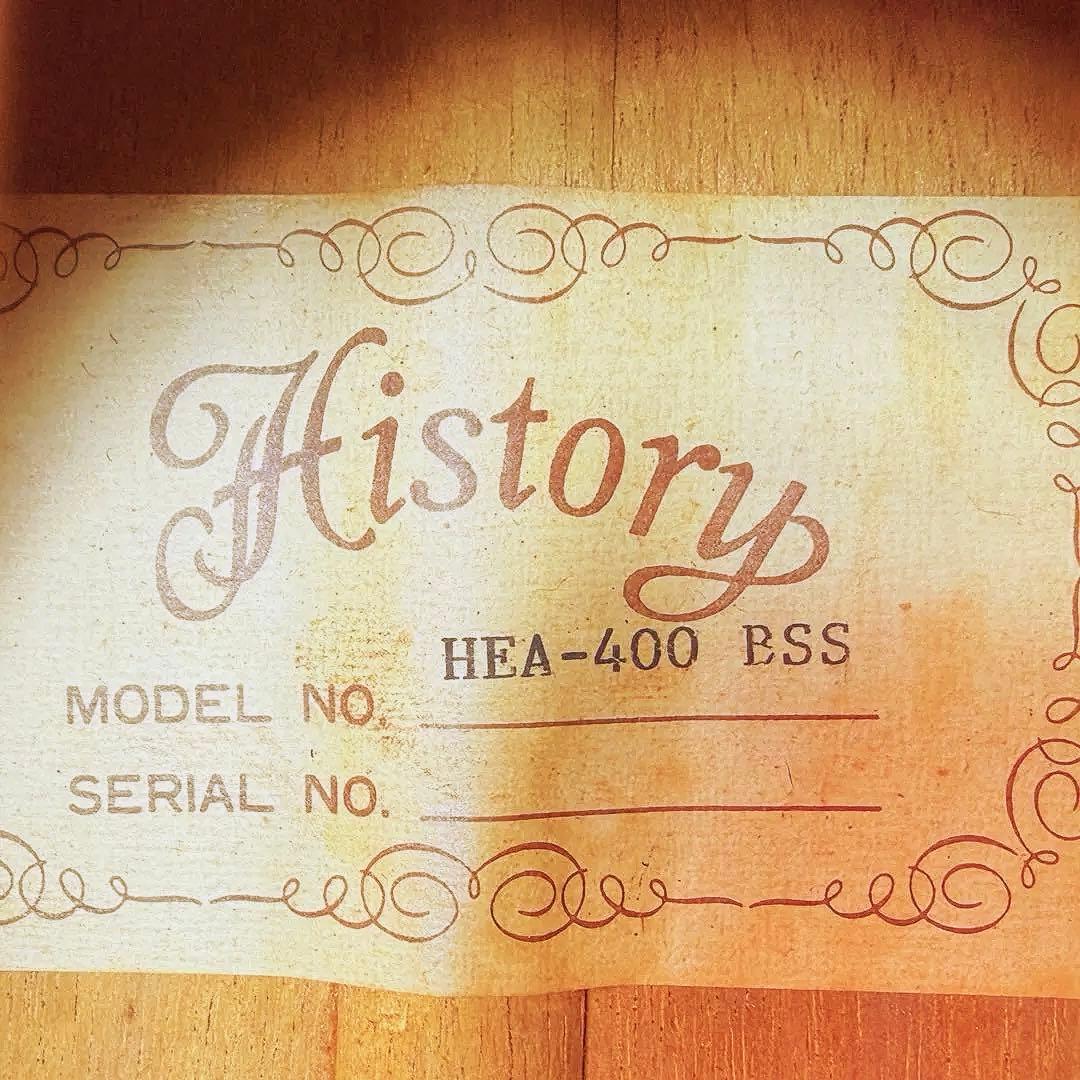 History
HEA-400 BSS
MODEL NO.
SERIAL NO.